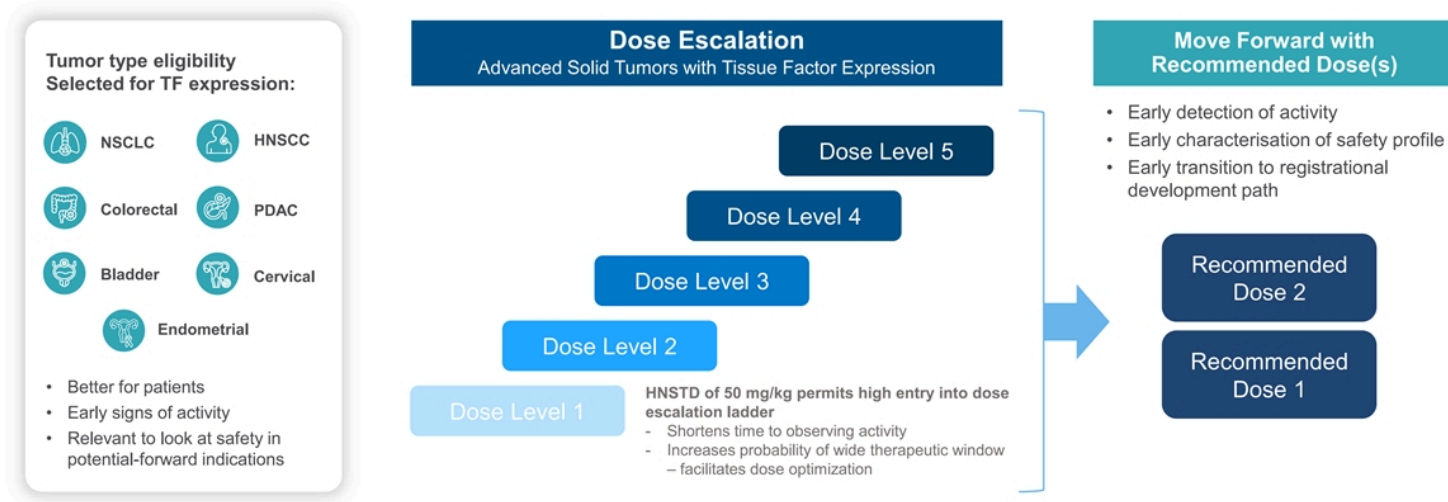 Tumor type eligibility
Selected for TF expression:
NSCLC
HNSCC
Colorectal
PDAC
Bladder
Cervical
Endometrial
• Better for patients
• Early signs of activity
• Relevant to look at safety in
potential-forward indications
Dose Escalation
Advanced Solid Tumors with Tissue Factor Expression
Dose Level 5
Dose Level 4
Dose Level 3
Dose Level 2
Dose Level 1
HNSTD of 50 mg/kg permits high entry into dose
escalation ladder
- Shortens time to observing activity
- Increases probability of wide therapeutic window
– facilitates dose optimization
Move Forward with
Recommended Dose(s)
• Early detection of activity
• Early characterisation of safety profile
• Early transition to registrational
development path
Recommended
Dose 2
Recommended
Dose 1